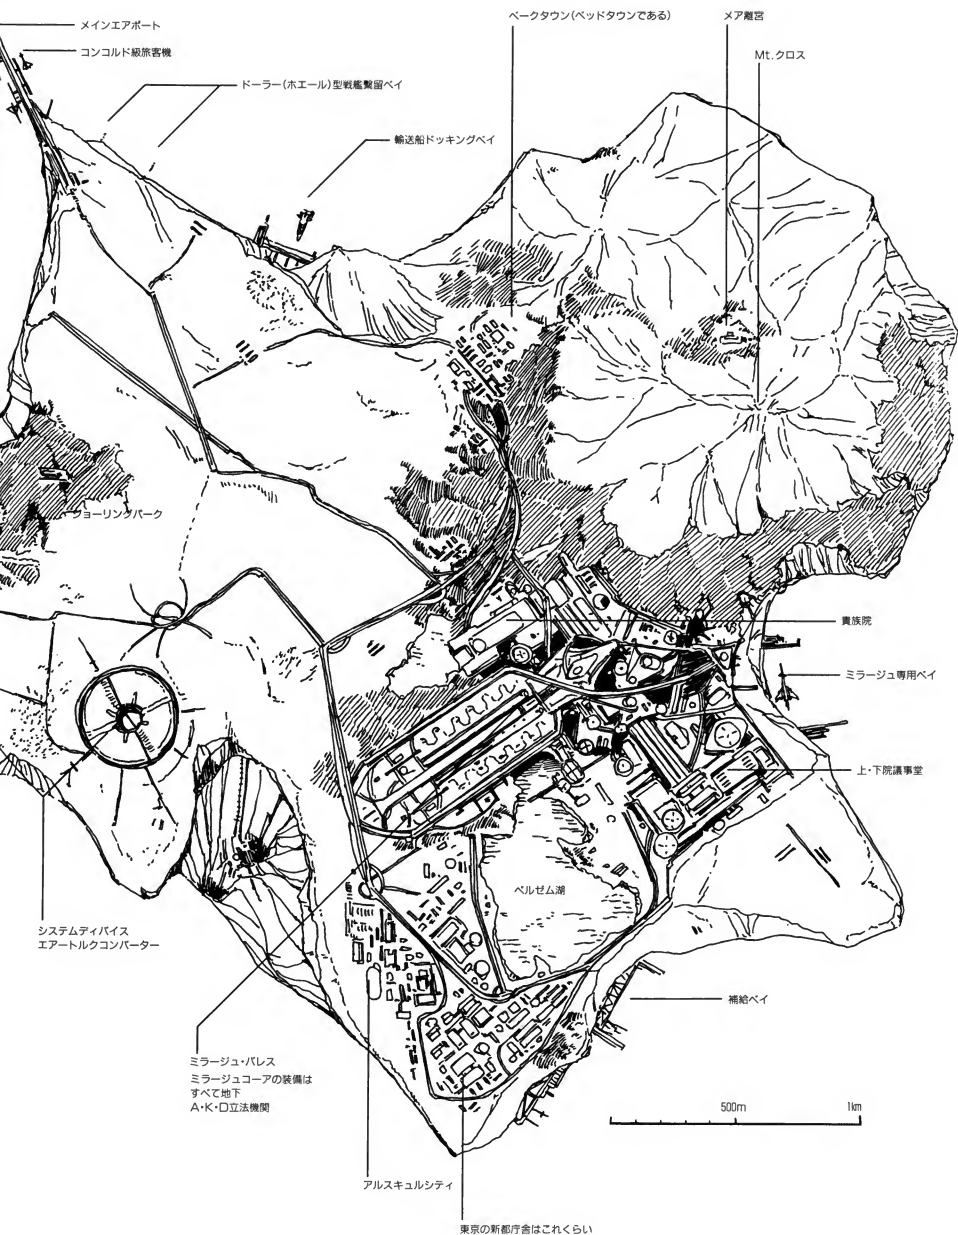 メインエアポート
コンコルド級旅客機
ドーラー(ホエール)型戦艦繋留ベイ
輸送船ドッキングベイ
ベークタウン(ベッドタウンである)
メア離宮
Mt.クロス
ジョーリングパーク
貴族院
ミラージュ専用ベイ
上・下院議事堂
ベルゼム湖
システムディバイス
エアートルクコンバーター
補給ベイ
ミラージュ・パレス
ミラージュコーアの装備は
すべて地下
A・K・D立法機関
500m 1km
アルスキュルシティ
東京の新都庁舎はこれくらい